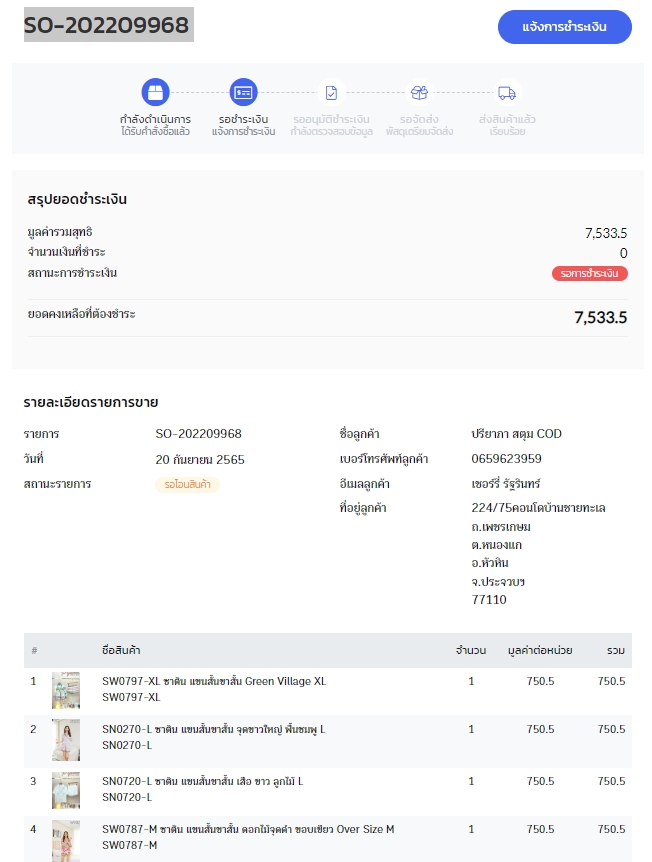 SO-202209968
แจ้งการชำระเงิน
กำลังดำเนินการ
ได้รับคำสั่งซื้อแล้ว
รอชำระเงิน
แจ้งการชำระเงิน
รออนุมัติชำระเงิน
กำลังตรวจสอบข้อมูล
รอจัดส่ง
พัสดุเตรียมจัดส่ง
ส่งสินค้าแล้ว
เรียบร้อย
สรุปยอดชำระเงิน
มูลค่ารวมสุทธิ 7,533.5
จำนวนเงินที่ชำระ 0
สถานะการชำระเงิน รอการชำระเงิน
ยอดคงเหลือที่ต้องชำระ 7,533.5
รายละเอียดรายการขาย
รายการ SO-202209968
วันที่ 20 กันยายน 2565
สถานะรายการ รอโอนสินค้า
ชื่อลูกค้า ปรียาภา สตุม COD
เบอร์โทรศัพท์ลูกค้า 0659623959
อีเมลลูกค้า เชอร์รี่ รัฐรินทร์
ที่อยู่ลูกค้า 224/75คอนโดบ้านชายทะเล
ถ.เพชรเกษม
ต.หนองแก
อ.หัวหิน
จ.ประจวบฯ
77110
# ชื่อสินค้า จำนวน มูลค่าต่อหน่วย รวม
1 SW0797-XL ซาติน แขนสั้นขาสั้น Green Village XL 1 750.5 750.5
SW0797-XL
2 SN0270-L ซาติน แขนสั้นขาสั้น จุดขาวใหญ่ พื้นชมพู L 1 750.5 750.5
SN0270-L
3 SN0720-L ซาติน แขนสั้นขาสั้น เสือ ขาว ลูกไม้ L 1 750.5 750.5
SN0720-L
4 SW0787-M ซาติน แขนสั้นขาสั้น ดอกไม้จุดดำ ขอบเขียว Over Size M 1 750.5 750.5
SW0787-M